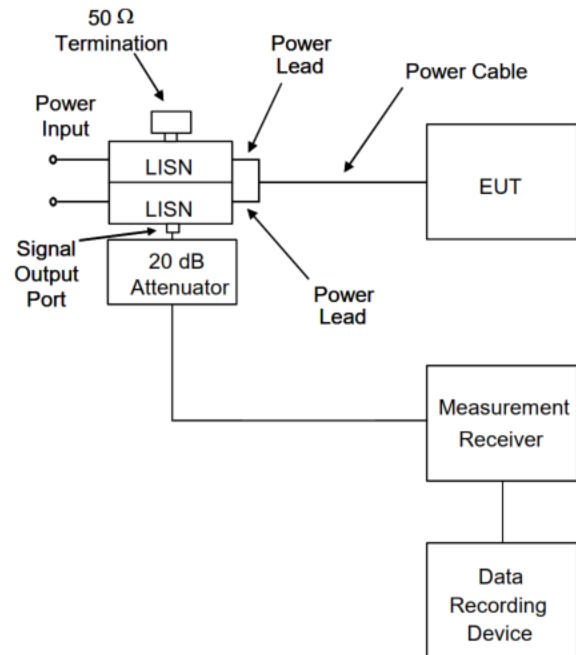 50 Ω
Termination
Power
Lead
Power Cable
Power
Input
LISN
LISN
EUT
Signal
Output
Port
20 dB
Attenuator
Power
Lead
Measurement
Receiver
Data
Recording
Device